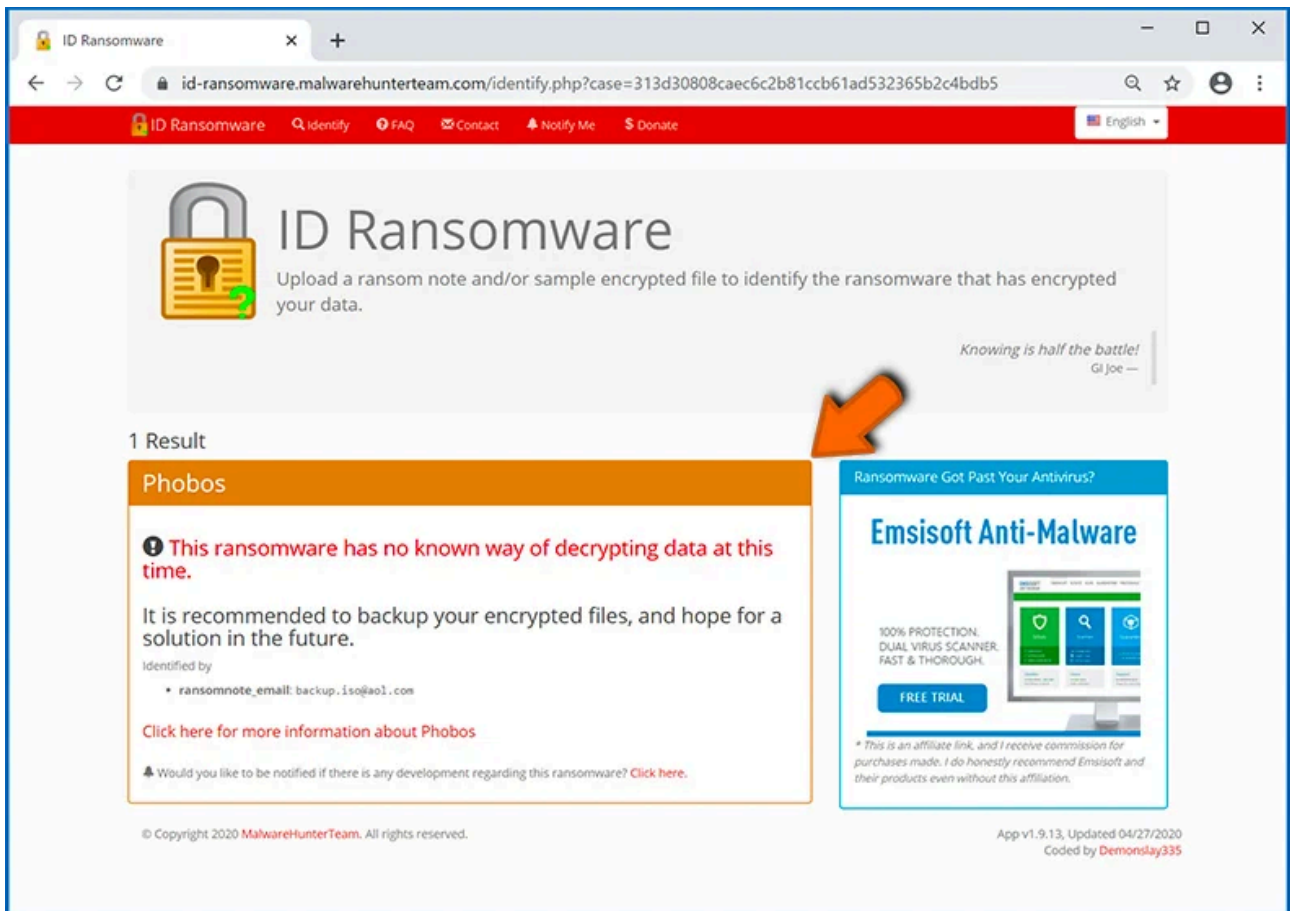 ID Ransomware
id-ransomware.malwarehunterteam.com/identify.php?case=313d30808caec6c2b81ccb61ad532365b2c4bdb5
ID Ransomware Identify FAQ Contact Notify Me $ Donate English
ID Ransomware
Upload a ransom note and/or sample encrypted file to identify the ransomware that has encrypted
your data.
Knowing is half the battle!
GI Joe —
1 Result
Phobos
This ransomware has no known way of decrypting data at this
time.
It is recommended to backup your encrypted files, and hope for a
solution in the future.
Identified by
• ransomnote_email: backup.iso@aol.com
Click here for more information about Phobos
Would you like to be notified if there is any development regarding this ransomware? Click here.
Ransomware Got Past Your Antivirus?
Emsisoft Anti-Malware
100% PROTECTION.
DUAL VIRUS SCANNER.
FAST & THOROUGH.
FREE TRIAL
* This is an affiliate link, and I receive commission for
purchases made. I do honestly recommend Emsisoft and
their products even without this affiliation.
© Copyright 2020 MalwareHunterTeam. All rights reserved.
App v1.9.13, Updated 04/27/2020
Coded by Demonslay335